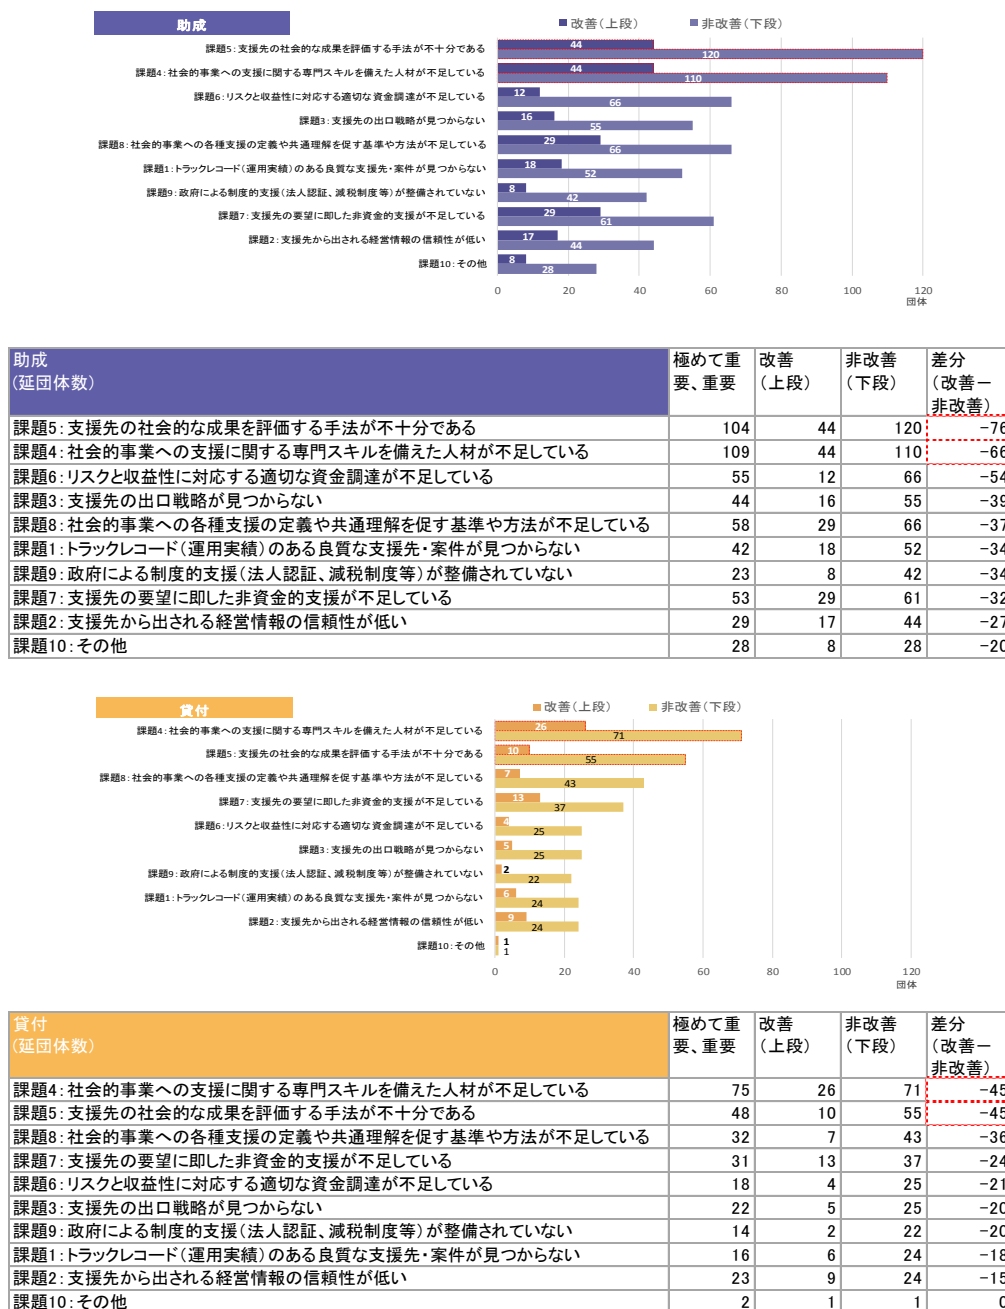 助成
改善(上段) 非改善(下段)
課題5:支援先の社会的な成果を評価する手法が不十分である 44 120
課題4:社会的事業への支援に関する専門スキルを備えた人材が不足している 44 110
課題6:リスクと収益性に対応する適切な資金調達が不足している 12 66
課題3:支援先の出口戦略が見つからない 16 55
課題8:社会的事業への各種支援の定義や共通理解を促す基準や方法が不足している 29 66
課題1:トラックレコード(運用実績)のある良質な支援先・案件が見つからない 18 52
課題9:政府による制度的支援(法人認証、減税制度等)が整備されていない 8 42
課題7:支援先の要望に即した非資金的支援が不足している 29 61
課題2:支援先から出される経営情報の信頼性が低い 17 44
課題10:その他 8 28
0 20 40 60 80 100 120
団体
助成
(延団体数)
極めて重要、重要
改善(上段)
非改善(下段)
差分(改善−非改善)
課題5:支援先の社会的な成果を評価する手法が不十分である 104 44 120 −76
課題4:社会的事業への支援に関する専門スキルを備えた人材が不足している 109 44 110 −66
課題6:リスクと収益性に対応する適切な資金調達が不足している 55 12 66 −54
課題3:支援先の出口戦略が見つからない 44 16 55 −39
課題8:社会的事業への各種支援の定義や共通理解を促す基準や方法が不足している 58 29 66 −37
課題1:トラックレコード(運用実績)のある良質な支援先・案件が見つからない 42 18 52 −34
課題9:政府による制度的支援(法人認証、減税制度等)が整備されていない 23 8 42 −34
課題7:支援先の要望に即した非資金的支援が不足している 53 29 61 −32
課題2:支援先から出される経営情報の信頼性が低い 29 17 44 −27
課題10:その他 28 8 28 −20
貸付
改善(上段) 非改善(下段)
課題4:社会的事業への支援に関する専門スキルを備えた人材が不足している 26 71
課題5:支援先の社会的な成果を評価する手法が不十分である 10 55
課題8:社会的事業への各種支援の定義や共通理解を促す基準や方法が不足している 7 43
課題7:支援先の要望に即した非資金的支援が不足している 13 37
課題6:リスクと収益性に対応する適切な資金調達が不足している 4 25
課題3:支援先の出口戦略が見つからない 5 25
課題9:政府による制度的支援(法人認証、減税制度等)が整備されていない 2 22
課題1:トラックレコード(運用実績)のある良質な支援先・案件が見つからない 6 24
課題2:支援先から出される経営情報の信頼性が低い 9 24
課題10:その他 1 1
0 20 40 60 80 100 120
団体
貸付
(延団体数)
極めて重要、重要
改善(上段)
非改善(下段)
差分(改善−非改善)
課題4:社会的事業への支援に関する専門スキルを備えた人材が不足している 75 26 71 −45
課題5:支援先の社会的な成果を評価する手法が不十分である 48 10 55 −45
課題8:社会的事業への各種支援の定義や共通理解を促す基準や方法が不足している 32 7 43 −36
課題7:支援先の要望に即した非資金的支援が不足している 31 13 37 −24
課題6:リスクと収益性に対応する適切な資金調達が不足している 18 4 25 −21
課題3:支援先の出口戦略が見つからない 22 5 25 −20
課題9:政府による制度的支援(法人認証、減税制度等)が整備されていない 14 2 22 −20
課題1:トラックレコード(運用実績)のある良質な支援先・案件が見つからない 16 6 24 −18
課題2:支援先から出される経営情報の信頼性が低い 23 9 24 −15
課題10:その他 2 1 1 0